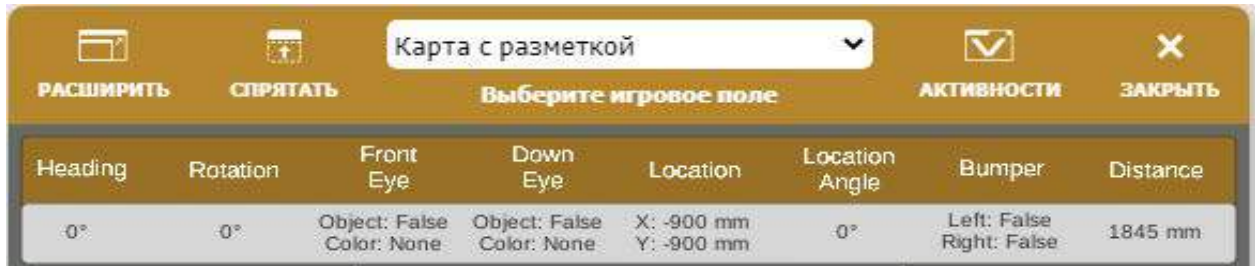 Карта с разметкой
РАСШИРИТЬ СПРЯТАТЬ Выберите игровое поле АКТИВНОСТИ ЗАКРЫТЬ
Heading Rotation Front Eye Down Eye Location Location Angle Bumper Distance
0° 0° Object: False Object: False X: -900 mm 0° Left: False 1845 mm
Color: None Color: None Y: -900 mm Right: False